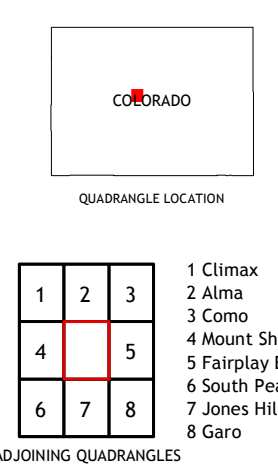 COLORADO
QUADRANGLE LOCATION
1 2 3
4 5
6 7 8
1 Climax
2 Alma
3 Como
4 Mount Sh
5 Fairplay
6 South Pea
7 Jones Hil
8 Garo
ADJOINING QUADRANGLES